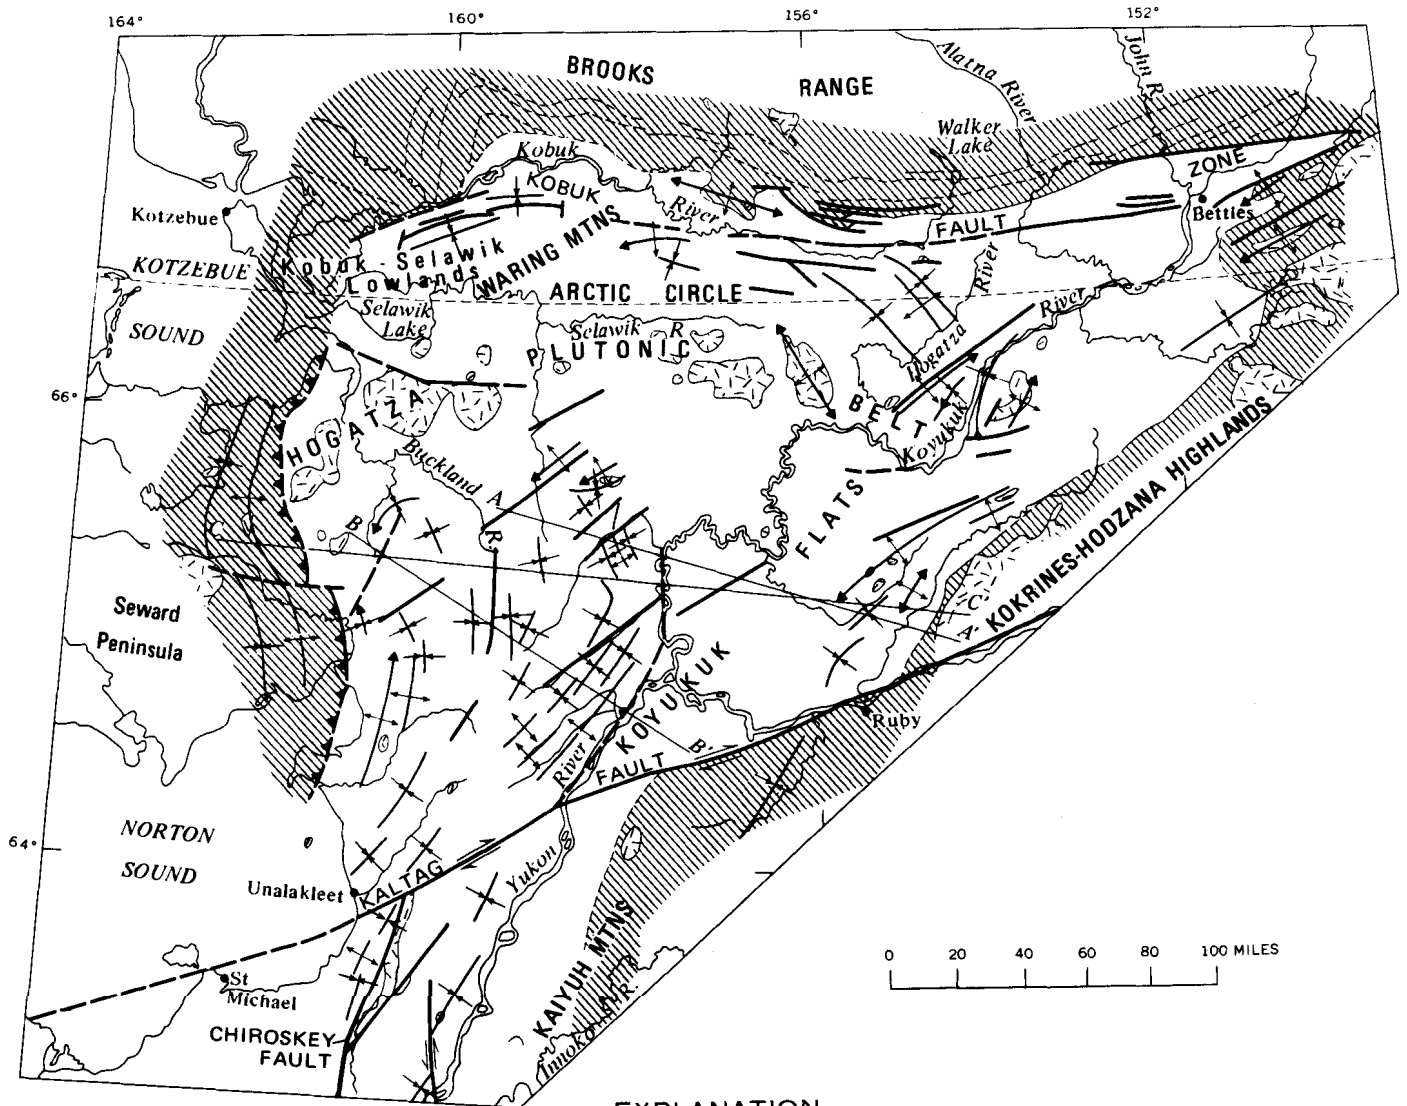 164°
160°
156°
152°
BROOKS
RANGE
Alatna River
John R
Walker
Lake
Kobuk
KOBUK
River
FAULT
ZONE
Kotzebue
Bettles
KOTZEBUE
SOUND
Kobuk - Selawik
Lowlands
WARING MTNS
ARCTIC CIRCLE
Selawik
Lake
Selawik R
PLUTONIC
Hogatza
River
River
66°
HOGATZA
BELT
Koyukuk
Buckland
R.
A
B
FLATS
KOKRINES-HODZANA HIGHLANDS
Seward
Peninsula
C'
A'
KOYUKUK
Ruby
B'
River
FAULT
NORTON
SOUND
64°
Unalakleet
KALTAG
Yukon
St
Michael
KAIYUH MTNS
Innoko R.
CHIROSKEY
FAULT
0 20 40 60 80 100 MILES
EXPLANATION